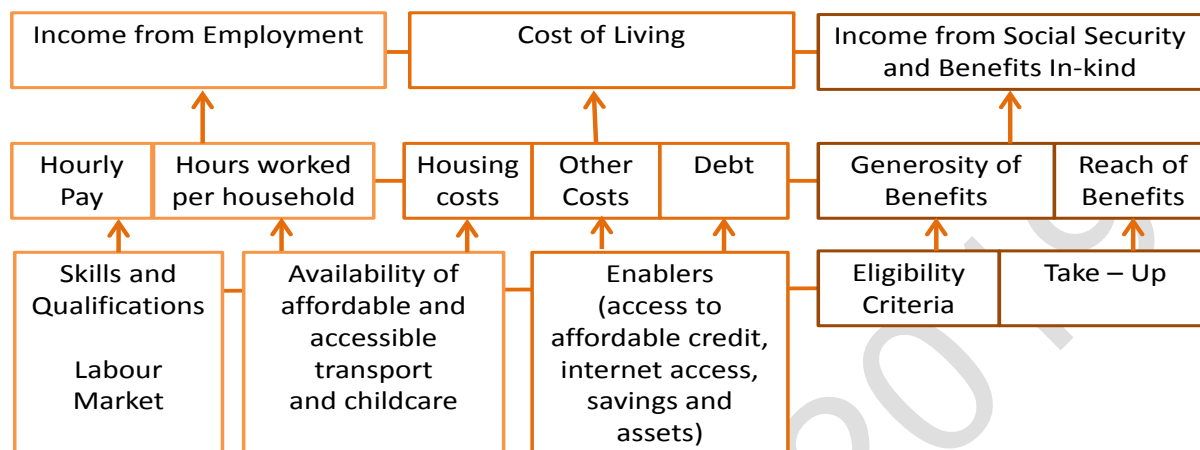 Income from Employment
Cost of Living
Income from Social Security
and Benefits In-kind
Hourly
Pay
Hours worked
per household
Housing
costs
Other
Costs
Debt
Generosity of
Benefits
Reach of
Benefits
Skills and
Qualifications
Labour
Market
Availability of
affordable and
accessible
transport
and childcare
Enablers
(access to
affordable credit,
internet access,
savings and
assets)
Eligibility
Criteria
Take – Up
2019